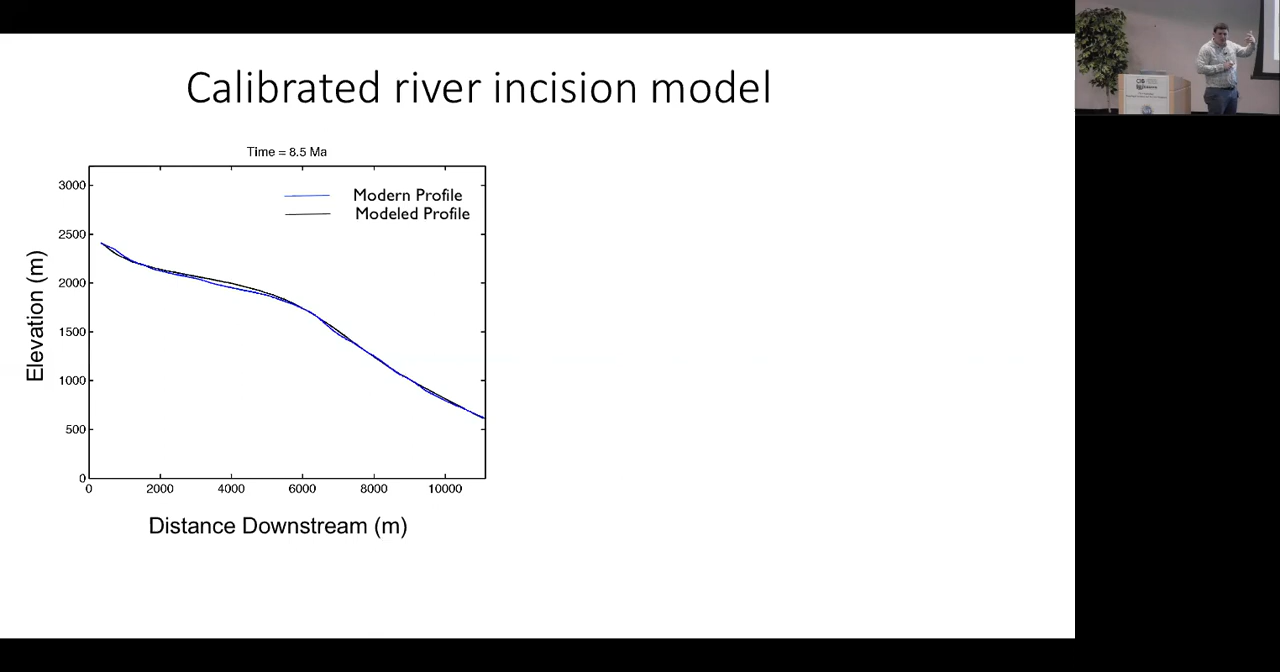 Calibrated river incision model
Time = 8.5 Ma
Modern Profile
Modeled Profile
3000
2500
2000
1500
1000
500
0
0 2000 4000 6000 8000 10000
Elevation (m)
Distance Downstream (m)